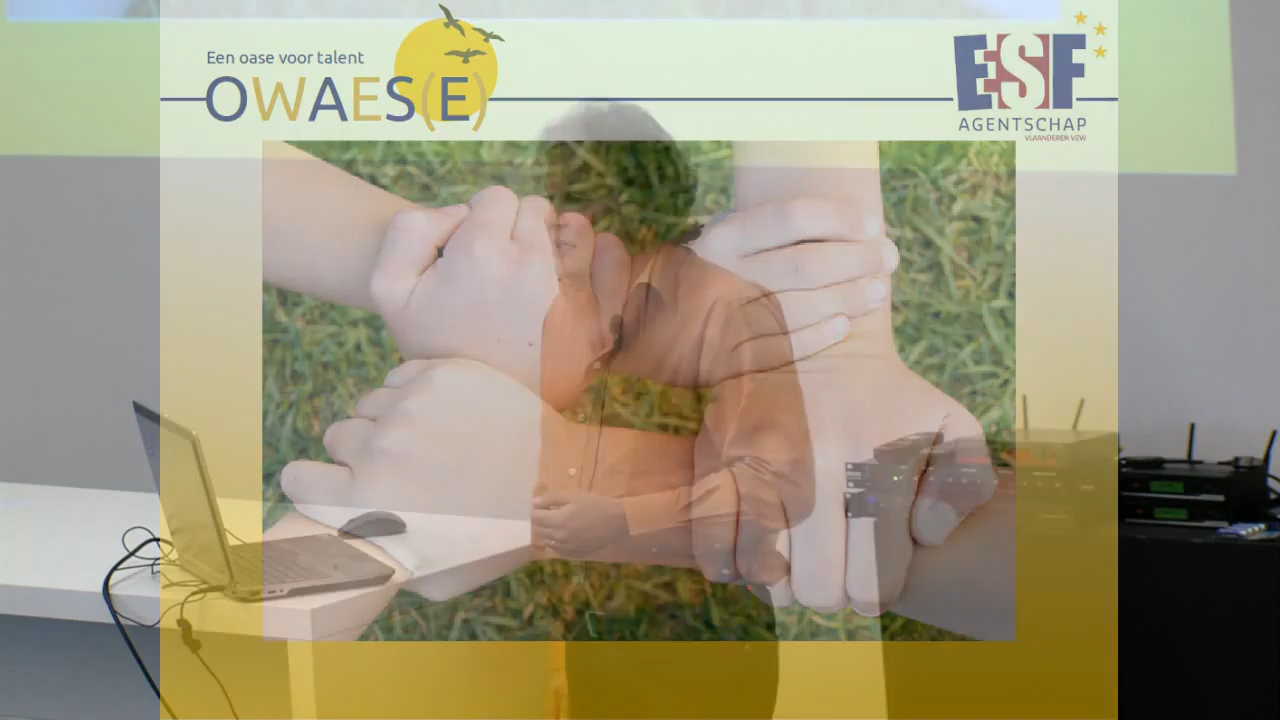 Een oase voor talent
OWAES(E)
ESF
AGENTSCHAP
VLAANDEREN VZW